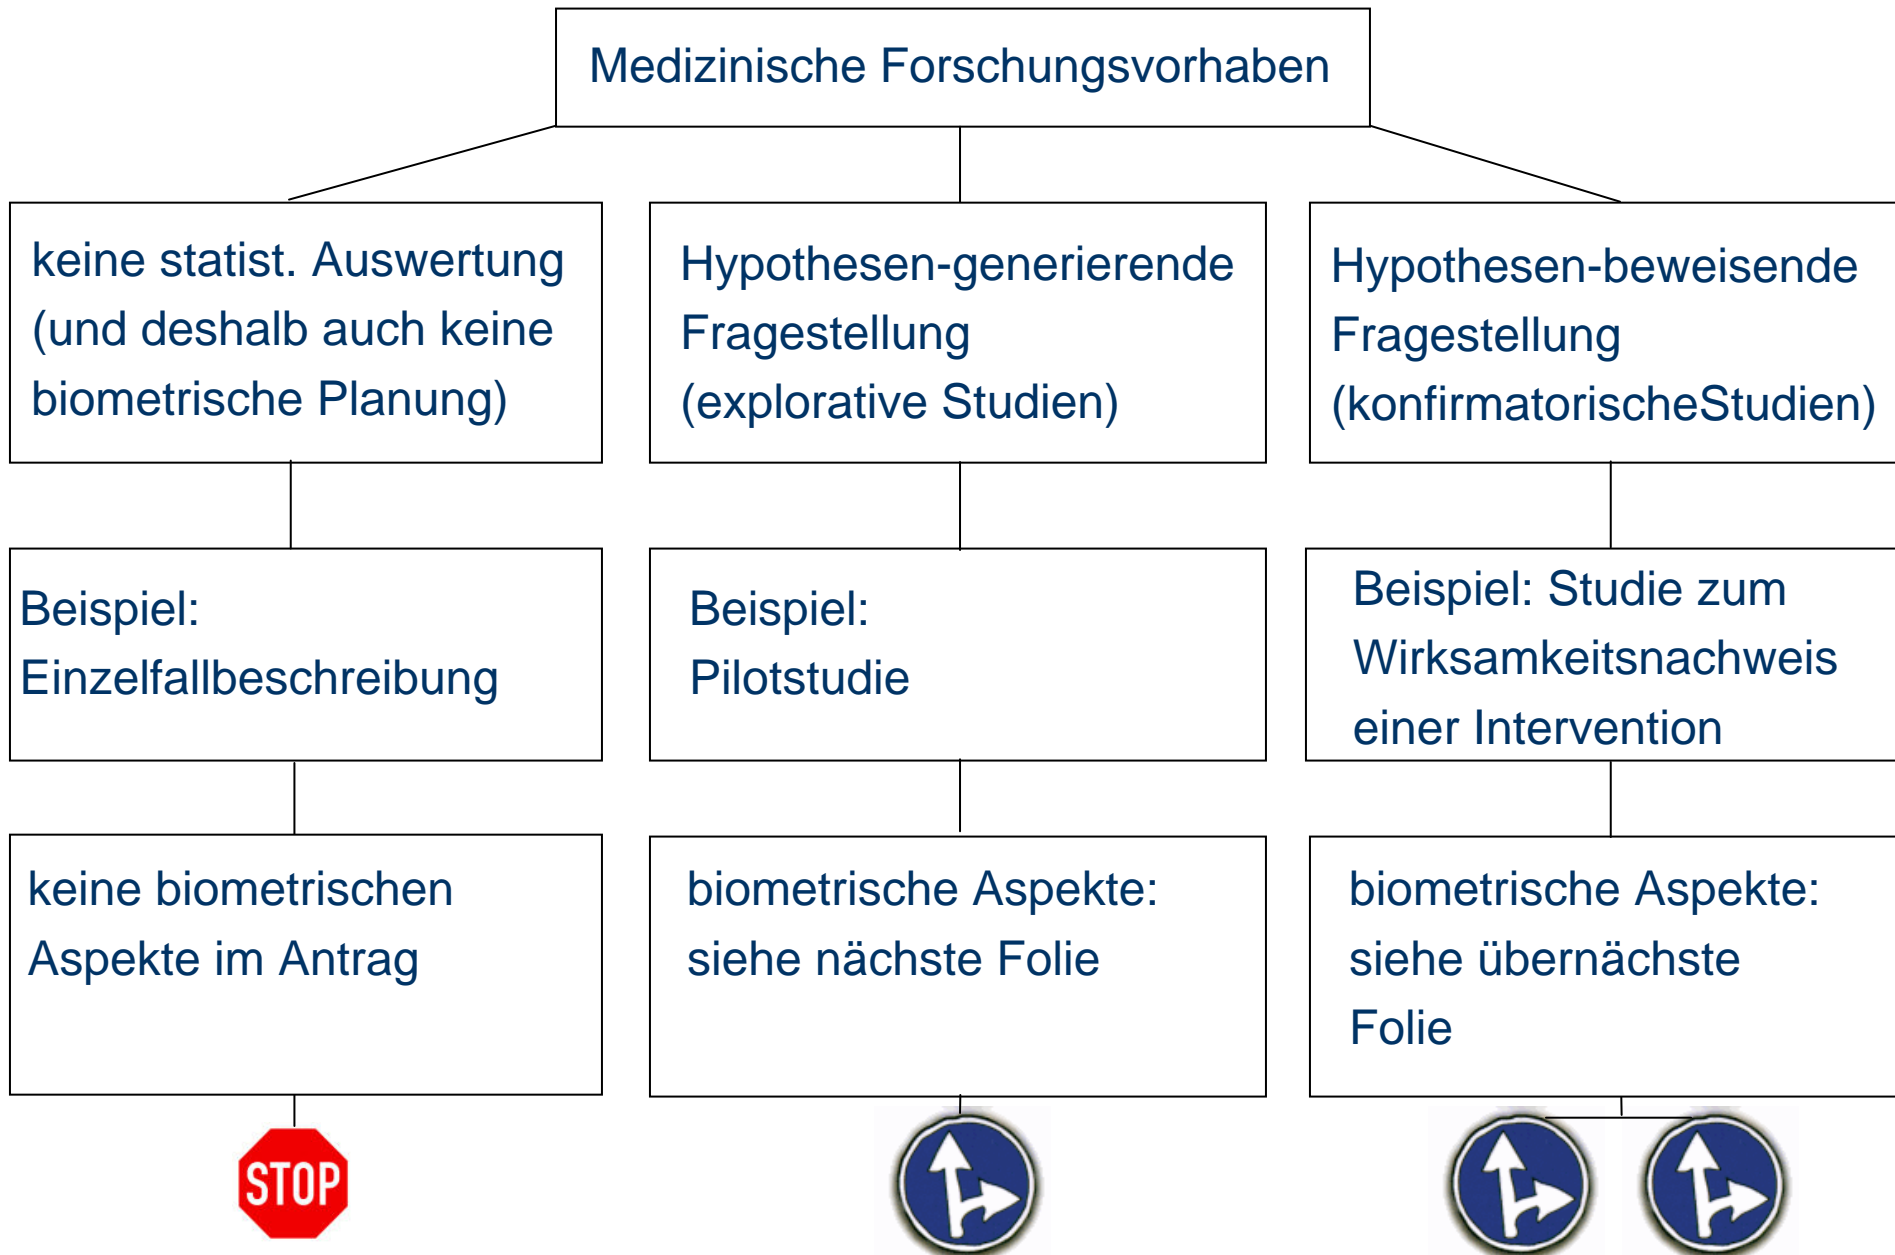 Medizinische Forschungsvorhaben
keine statist. Auswertung
(und deshalb auch keine
biometrische Planung)
Hypothesen-generierende
Fragestellung
(explorative Studien)
Hypothesen-beweisende
Fragestellung
(konfirmatorischeStudien)
Beispiel:
Einzelfallbeschreibung
Beispiel:
Pilotstudie
Beispiel: Studie zum
Wirksamkeitsnachweis
einer Intervention
keine biometrischen
Aspekte im Antrag
biometrische Aspekte:
siehe nächste Folie
biometrische Aspekte:
siehe übernächste
Folie
STOP